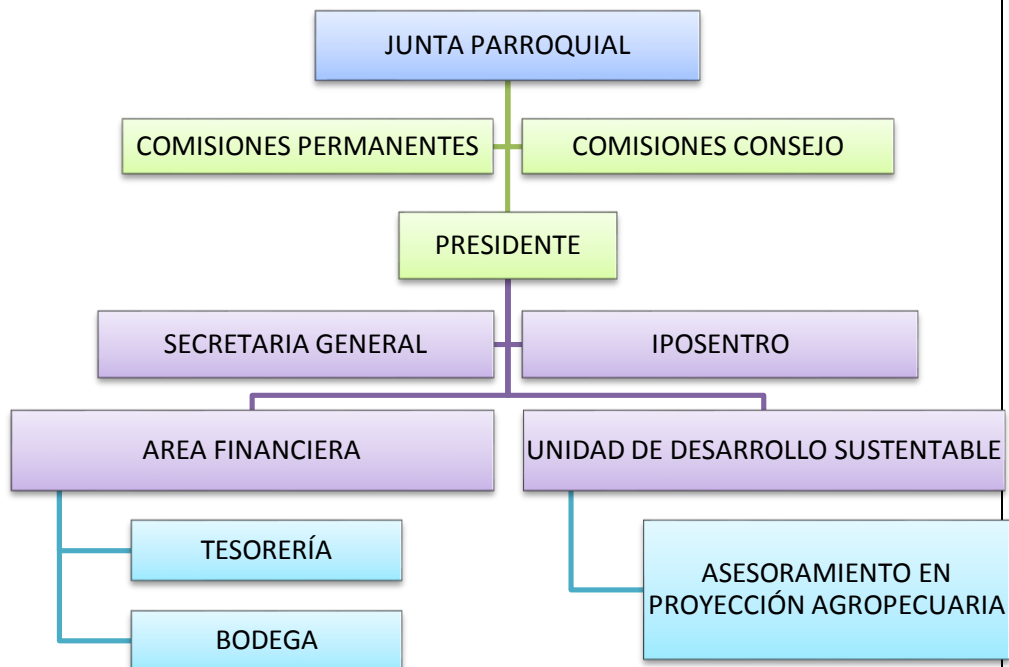 JUNTA PARROQUIAL
COMISIONES PERMANENTES
COMISIONES CONSEJO
PRESIDENTE
SECRETARIA GENERAL
IPOSENTRO
AREA FINANCIERA
UNIDAD DE DESARROLLO SUSTENTABLE
TESORERÍA
BODEGA
ASESORAMIENTO EN
PROYECCIÓN AGROPECUARIA